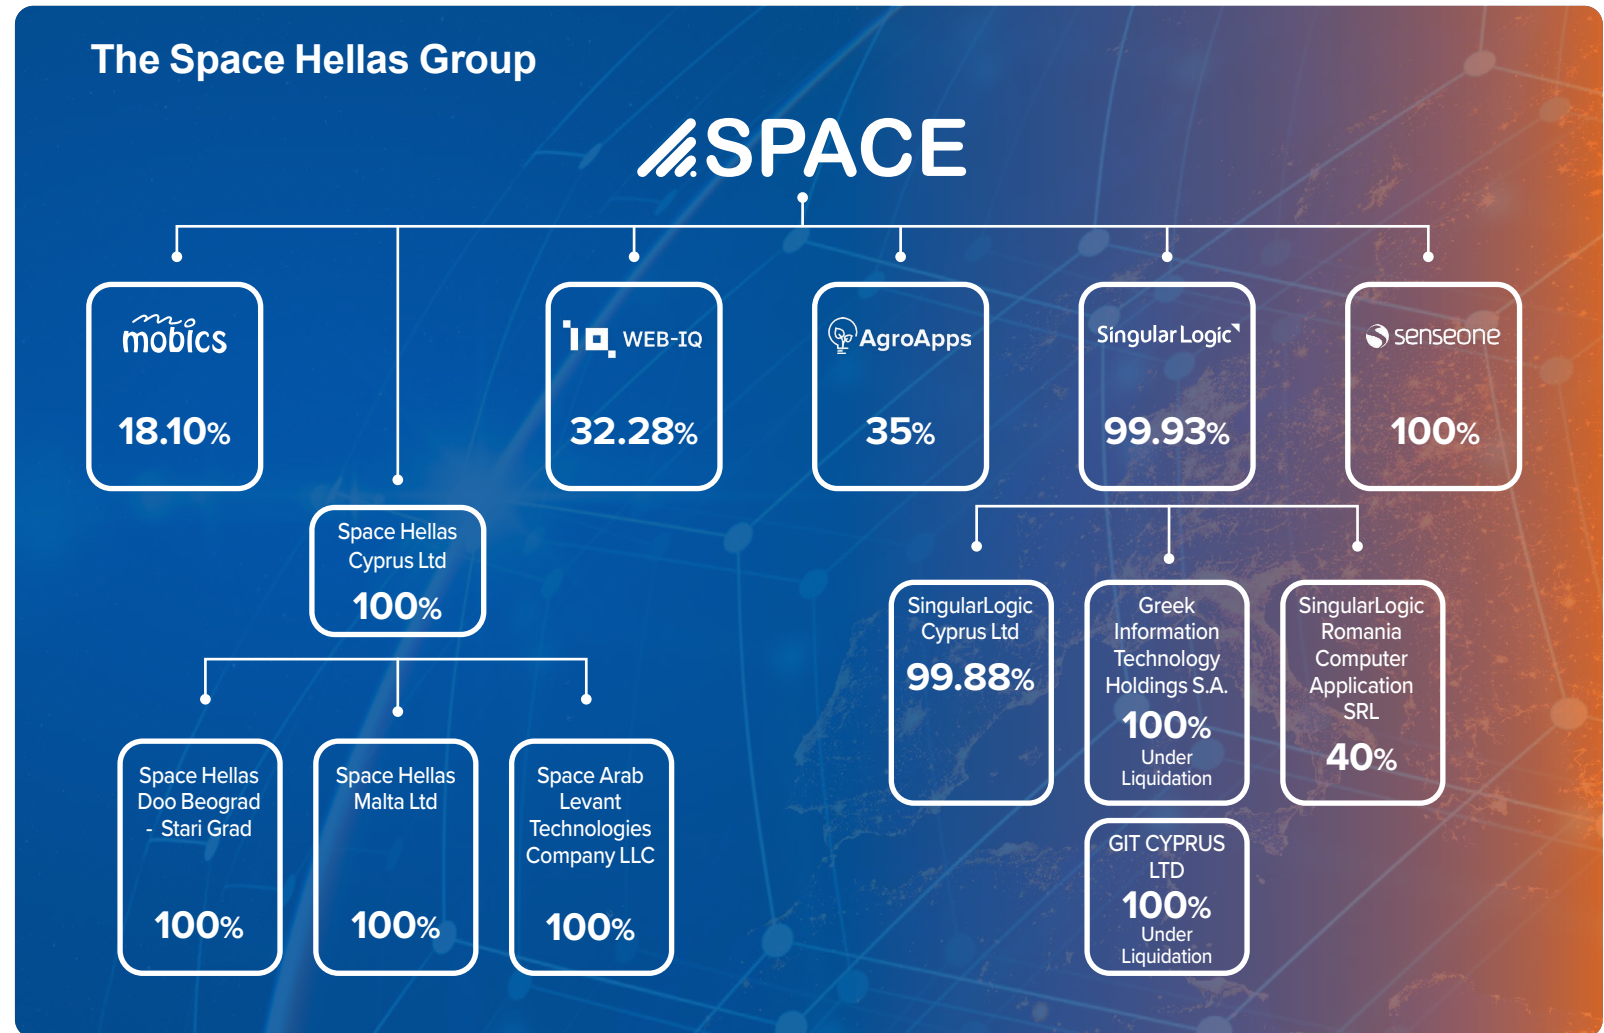 The Space Hellas Group
SPACE
mobics
18.10%
WEB-IQ
32.28%
AgroApps
35%
SingularLogic
99.93%
senseone
100%
Space Hellas
Cyprus Ltd
100%
Space Hellas
Doo Beograd
- Stari Grad
100%
Space Hellas
Malta Ltd
100%
Space Arab
Levant
Technologies
Company LLC
100%
SingularLogic
Cyprus Ltd
99.88%
Greek
Information
Technology
Holdings S.A.
100%
Under
Liquidation
SingularLogic
Romania
Computer
Application
SRL
40%
GIT CYPRUS
LTD
100%
Under
Liquidation